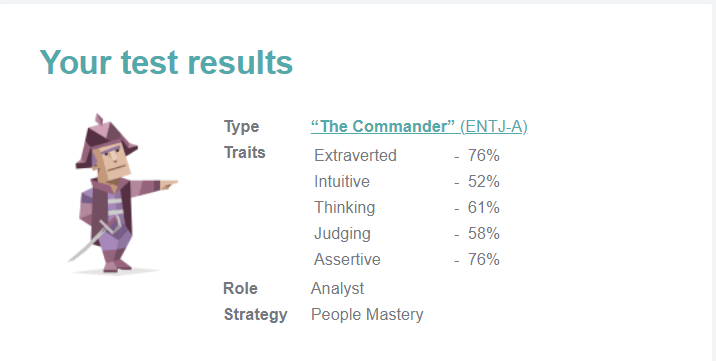 Your test results
Type “The Commander” (ENTJ-A)
Traits
Extraverted - 76%
Intuitive - 52%
Thinking - 61%
Judging - 58%
Assertive - 76%
Role Analyst
Strategy People Mastery